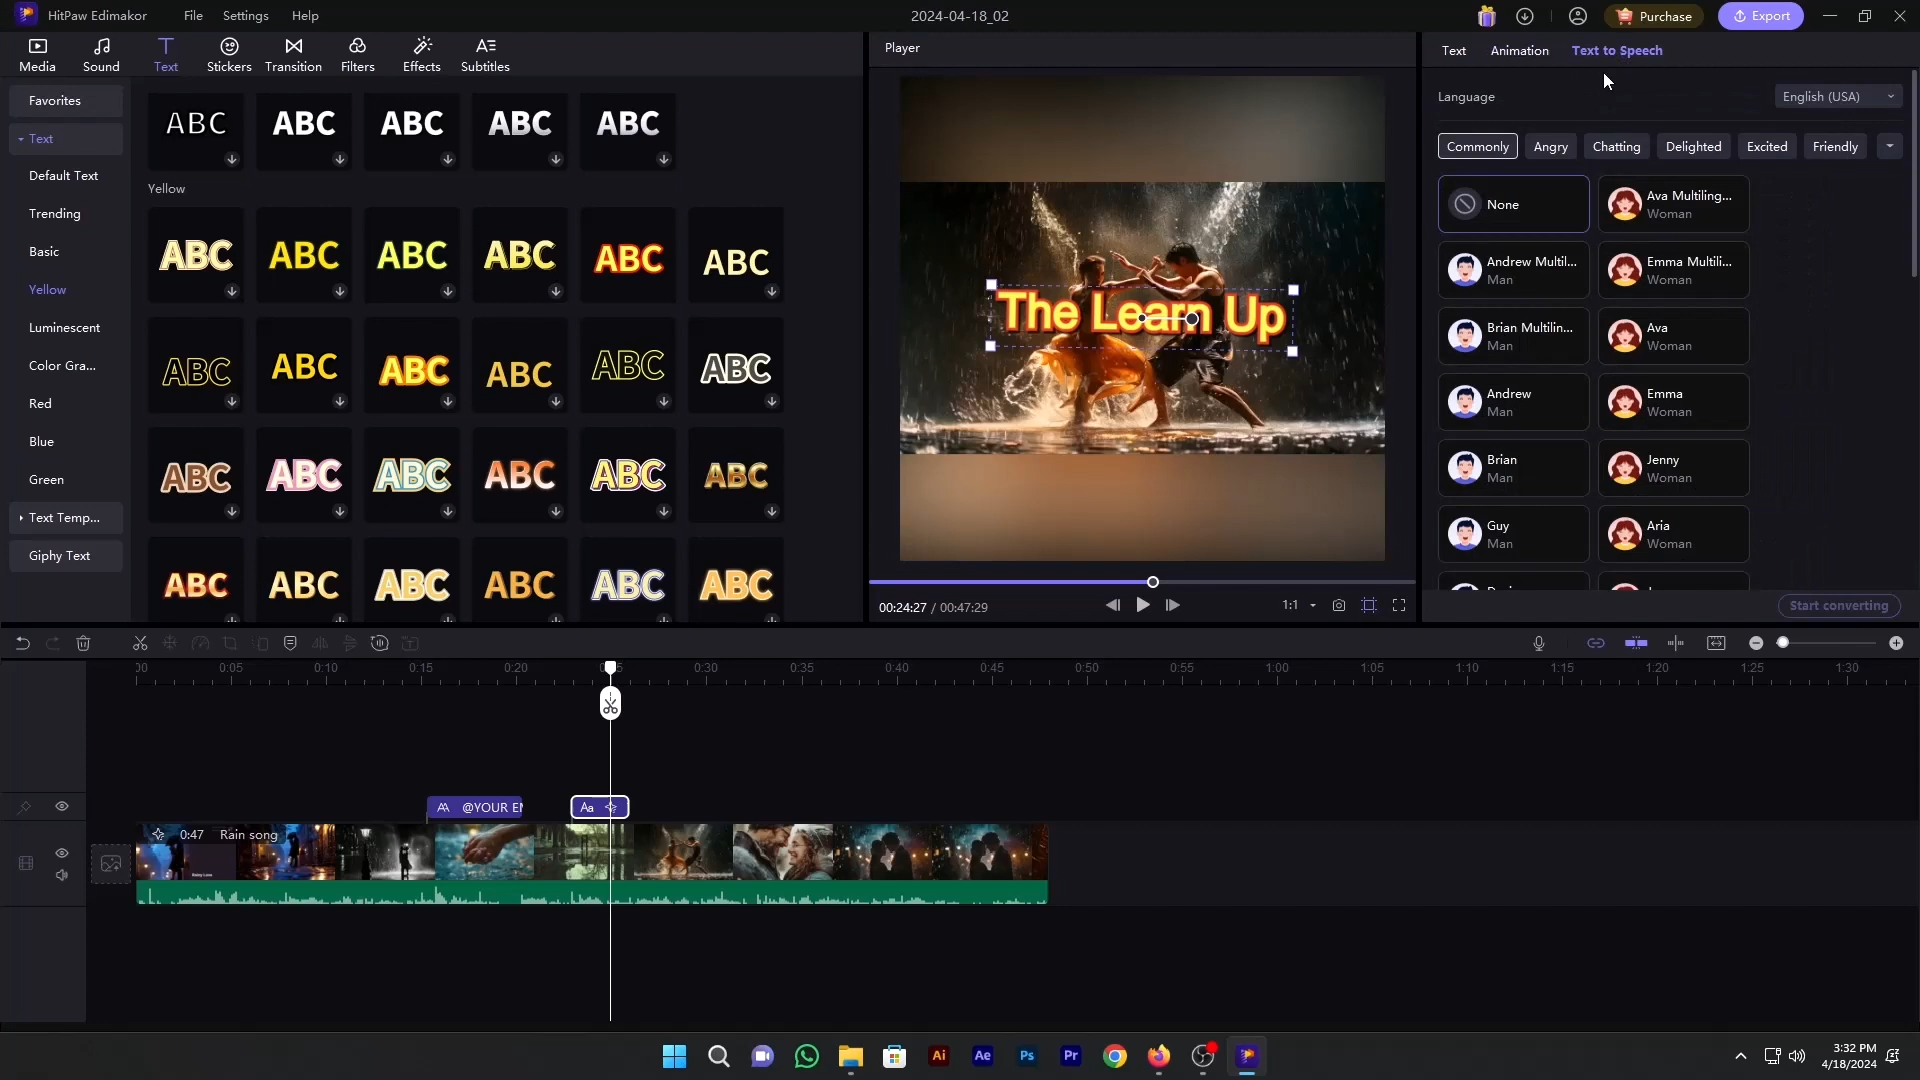 HitPaw Edimakor
File
Settings
Help
2024-04-18_02
Purchase
Export
Media
Sound
Text
Stickers
Transition
Filters
Effects
Subtitles
Favorites
Text
Default Text
Trending
Basic
Yellow
Luminescent
Color Gra...
Red
Blue
Green
Text Temp...
Giphy Text
ABC ABC ABC ABC ABC
Yellow
ABC ABC ABC ABC ABC ABC
ABC ABC ABC ABC ABC ABC
ABC ABC ABC ABC ABC ABC
ABC ABC ABC ABC ABC ABC
Player
The Learn Up
00:24:27 / 00:47:29
1:1
Text
Animation
Text to Speech
Language
English (USA)
Commonly
Angry
Chatting
Delighted
Excited
Friendly
None
Ava Multiling...
Woman
Andrew Multil...
Man
Emma Multili...
Woman
Brian Multilin...
Man
Ava
Woman
Andrew
Man
Emma
Woman
Brian
Man
Jenny
Woman
Guy
Man
Aria
Woman
Start converting
0:05 0:10 0:15 0:20 0:30 0:35 0:40 0:45 0:50 0:55 1:00 1:05 1:10 1:15 1:20 1:25 1:30
@YOUR E
Aa
0:47 Rain song
Ai
Ae
Ps
Pr
3:32 PM
4/18/2024